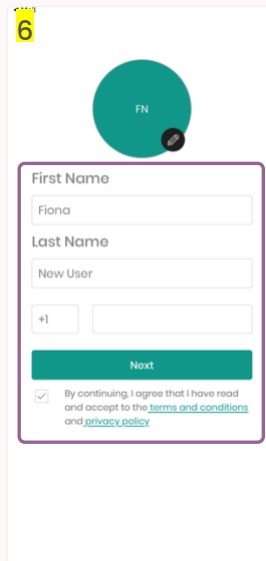 6
FN
First Name
Fiona
Last Name
New User
+1
Next
By continuing, I agree that I have read
and accept to the terms and conditions
and privacy policy